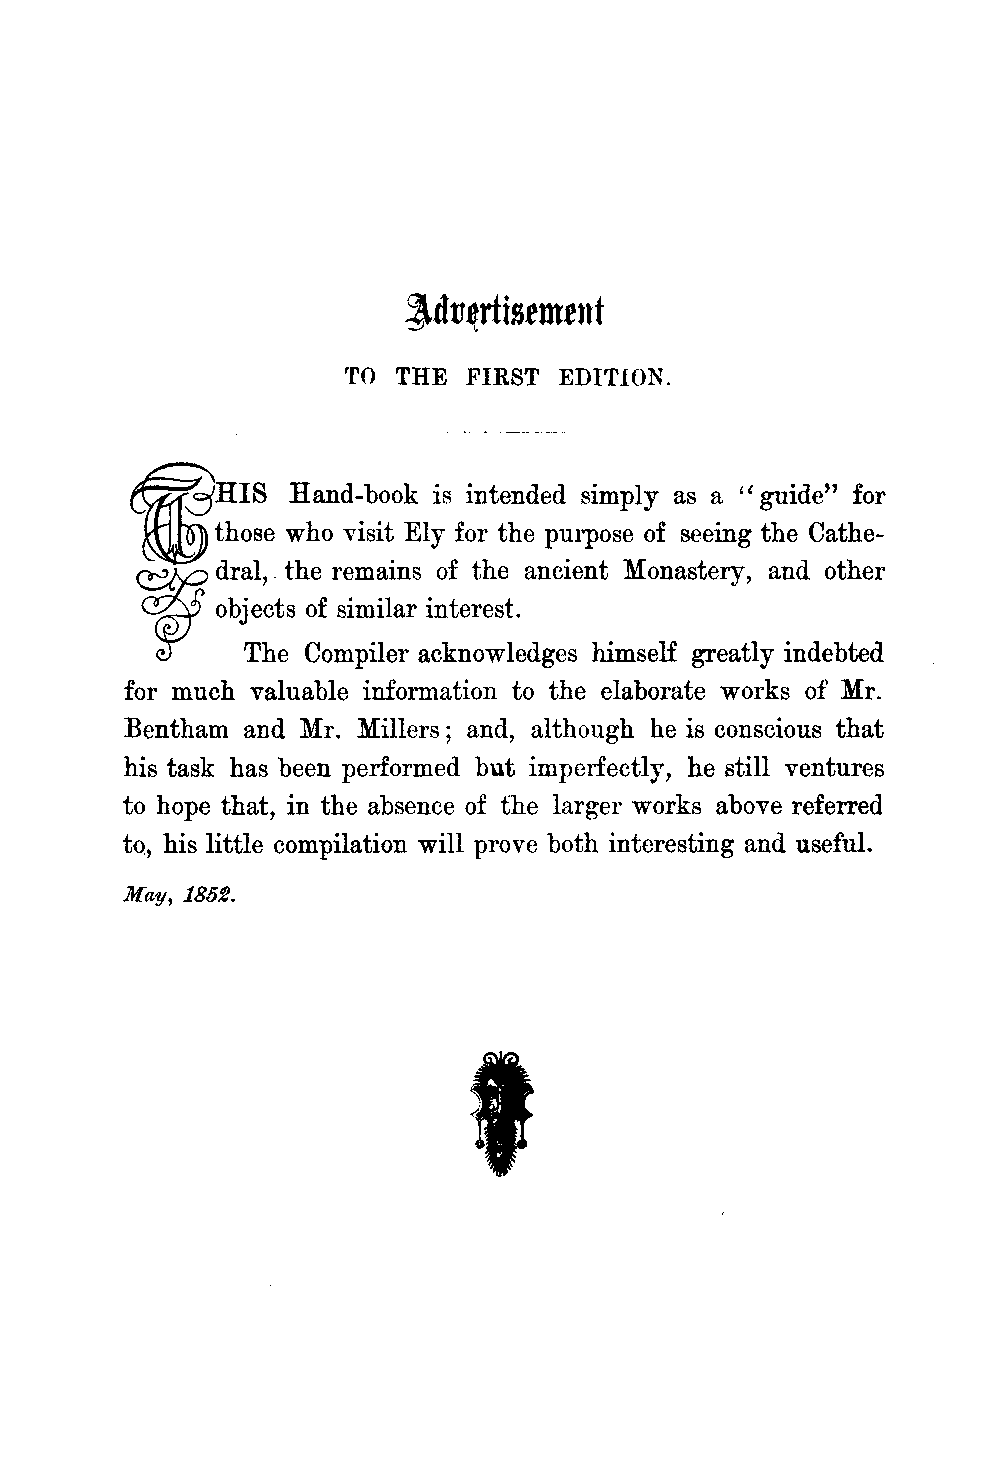 Advertisement
TO THE FIRST EDITION.
THIS Hand-book is intended simply as a “guide” for
those who visit Ely for the purpose of seeing the Cathe-
dral, the remains of the ancient Monastery, and other
objects of similar interest.
The Compiler acknowledges himself greatly indebted
for much valuable information to the elaborate works of Mr.
Bentham and Mr. Millers; and, although he is conscious that
his task has been performed but imperfectly, he still ventures
to hope that, in the absence of the larger works above referred
to, his little compilation will prove both interesting and useful.
May, 1852.